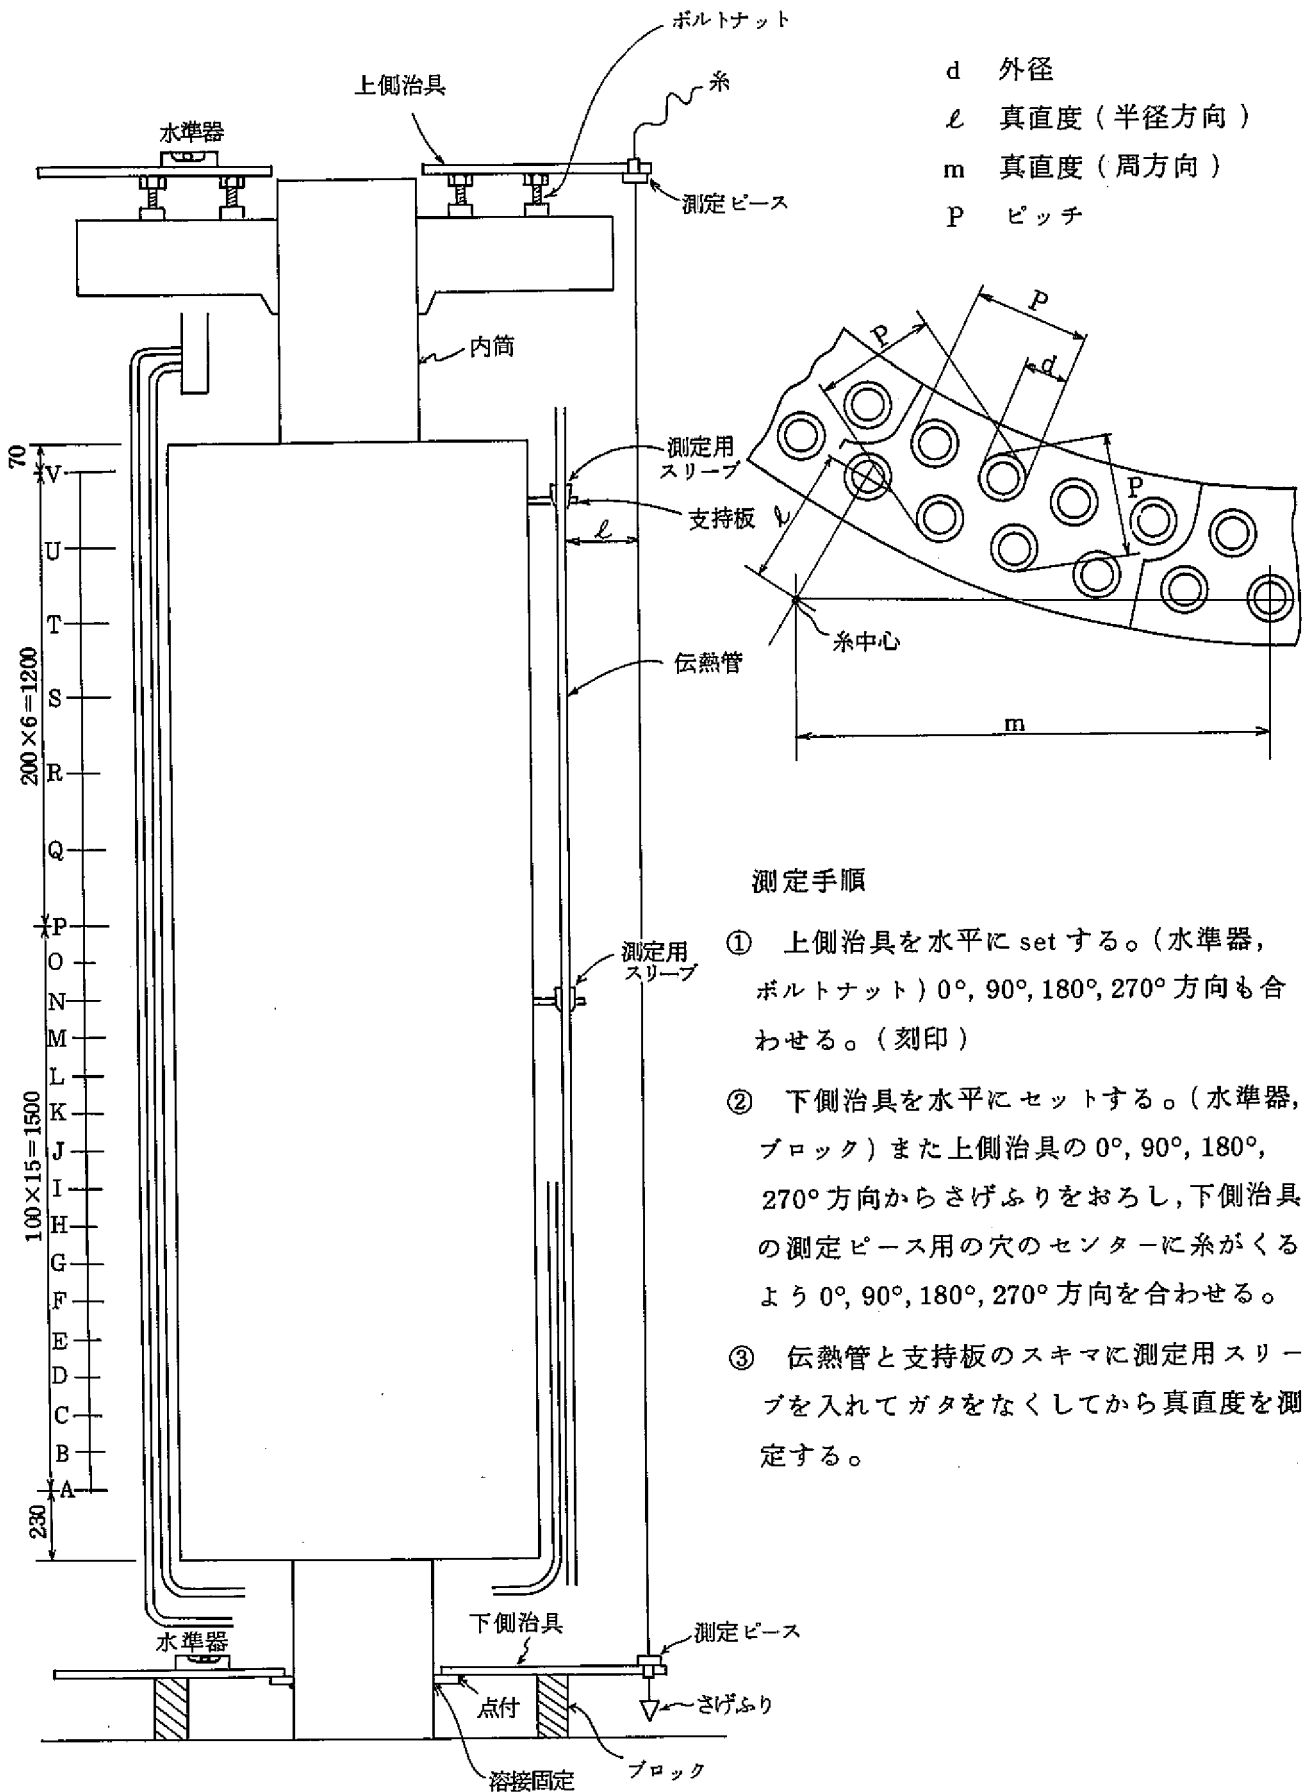 ボルトナット
上側治具
糸
水準器
測定ピース
d 外径
ℓ 真直度(半径方向)
m 真直度(周方向)
P ピッチ
内筒
測定用
スリーブ
支持板
ℓ
伝熱管
測定用
スリーブ
70
V
U
T
S
R
Q
P
O
N
M
L
K
J
I
H
G
F
E
D
C
B
A
200×6=1200
100×15=1500
230
P
P
d
P
ℓ
糸中心
m
測定手順
① 上側治具を水平に set する。(水準器,
ボルトナット) 0°, 90°, 180°, 270° 方向も合
わせる。(刻印)
② 下側治具を水平にセットする。(水準器,
ブロック) また上側治具の 0°, 90°, 180°,
270° 方向からさげふりをおろし,下側治具
の測定ピース用の穴のセンターに糸がくる
よう 0°, 90°, 180°, 270° 方向を合わせる。
③ 伝熱管と支持板のスキマに測定用スリー
ブを入れてガタをなくしてから真直度を測
定する。
水準器
下側治具
測定ピース
点付
さげふり
ブロック
溶接固定